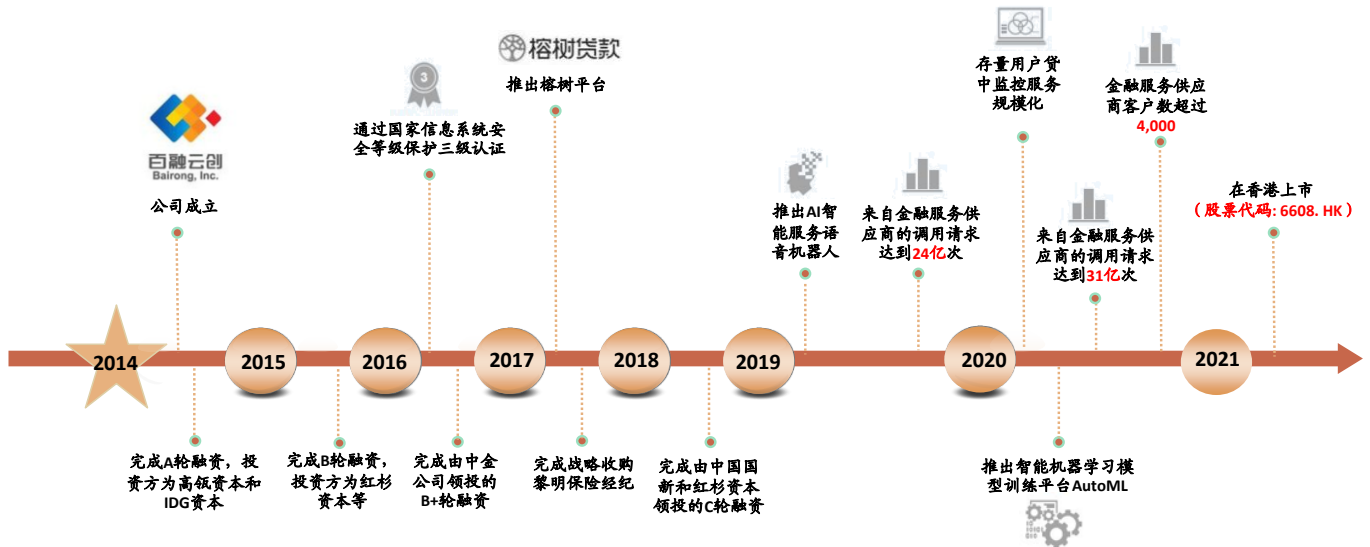 百融云创
Bairong, Inc.
公司成立
3
通过国家信息系统安
全等级保护三级认证
榕树贷款
推出榕树平台
推出AI智
能服务语
音机器人
来自金融服务供
应商的调用请求
达到24亿次
存量用户贷
中监控服务
规模化
来自金融服务供
应商的调用请求
达到31亿次
金融服务供应
商客户数超过
4,000
在香港上市
（股票代码: 6608. HK）
2014
2015
2016
2017
2018
2019
2020
2021
完成A轮融资，投
资方为高瓴资本和
IDG资本
完成B轮融资，
投资方为红杉
资本等
完成由中金
公司领投的
B+轮融资
完成战略收购
黎明保险经纪
完成由中国国
新和红杉资本
领投的C轮融资
推出智能机器学习模
型训练平台AutoML